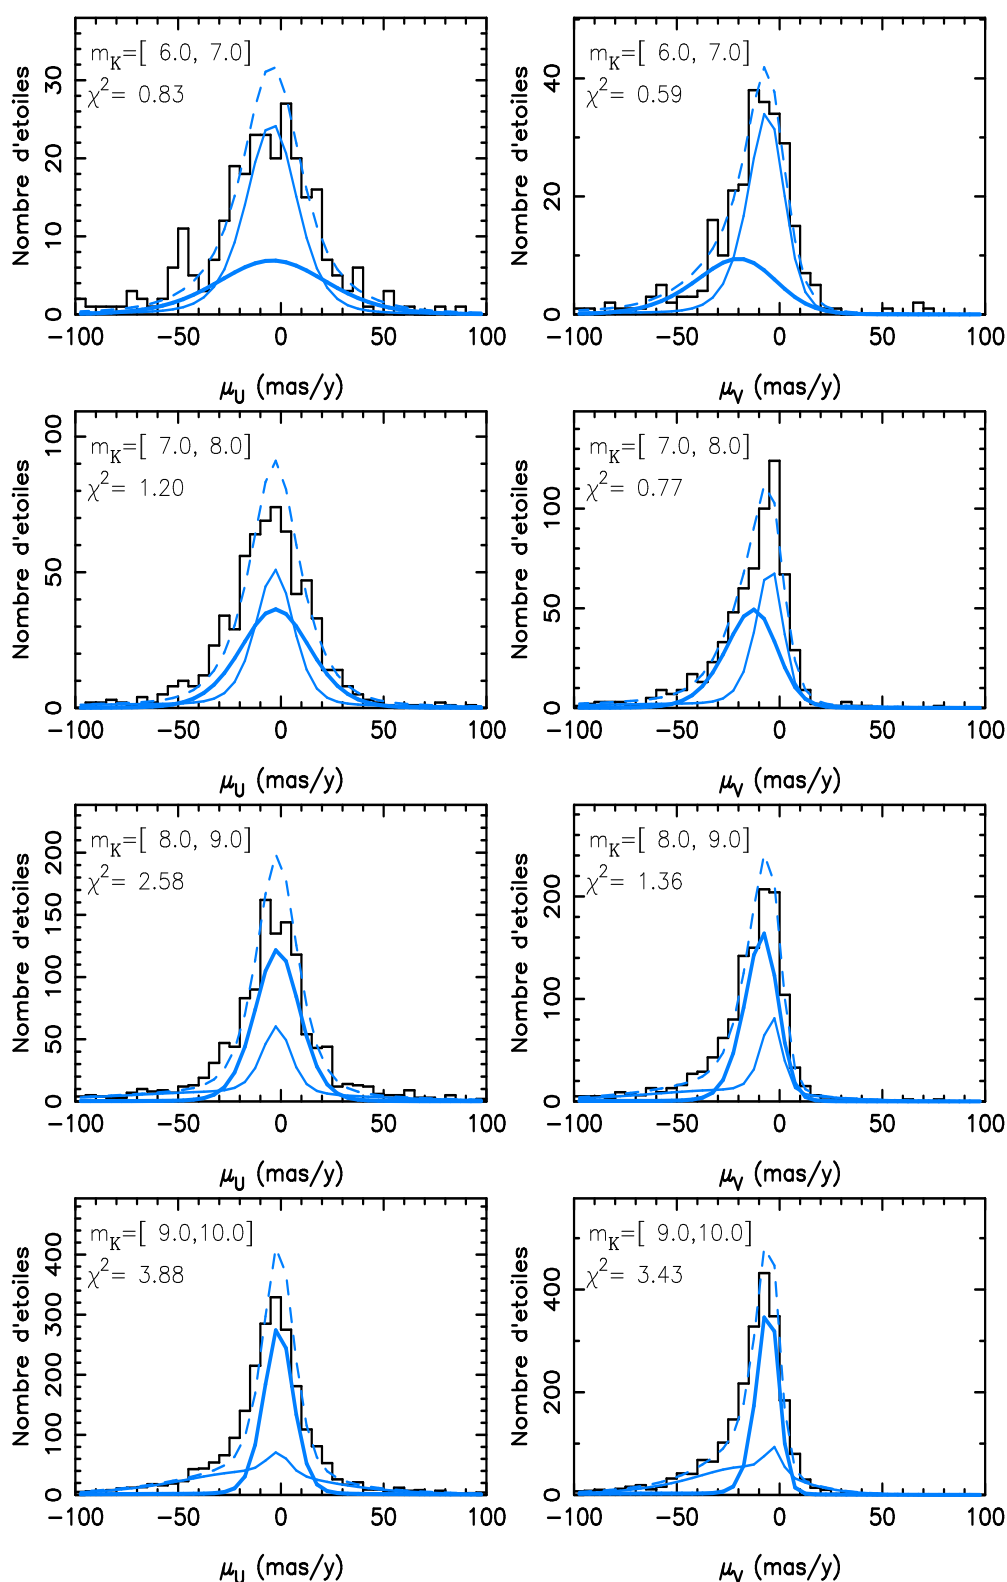 m_K=[ 6.0, 7.0]
χ²= 0.83
Nombre d'etoiles
0 10 20 30
−100 −50 0 50 100
μ_U (mas/y)
m_K=[ 6.0, 7.0]
χ²= 0.59
Nombre d'etoiles
0 20 40
−100 −50 0 50 100
μ_V (mas/y)
m_K=[ 7.0, 8.0]
χ²= 1.20
Nombre d'etoiles
0 50 100
−100 −50 0 50 100
μ_U (mas/y)
m_K=[ 7.0, 8.0]
χ²= 0.77
Nombre d'etoiles
0 50 100
−100 −50 0 50 100
μ_V (mas/y)
m_K=[ 8.0, 9.0]
χ²= 2.58
Nombre d'etoiles
0 50 100 150 200
−100 −50 0 50 100
μ_U (mas/y)
m_K=[ 8.0, 9.0]
χ²= 1.36
Nombre d'etoiles
0 100 200
−100 −50 0 50 100
μ_V (mas/y)
m_K=[ 9.0,10.0]
χ²= 3.88
Nombre d'etoiles
0 100 200 300 400
−100 −50 0 50 100
μ_U (mas/y)
m_K=[ 9.0,10.0]
χ²= 3.43
Nombre d'etoiles
0 200 400
−100 −50 0 50 100
μ_V (mas/y)